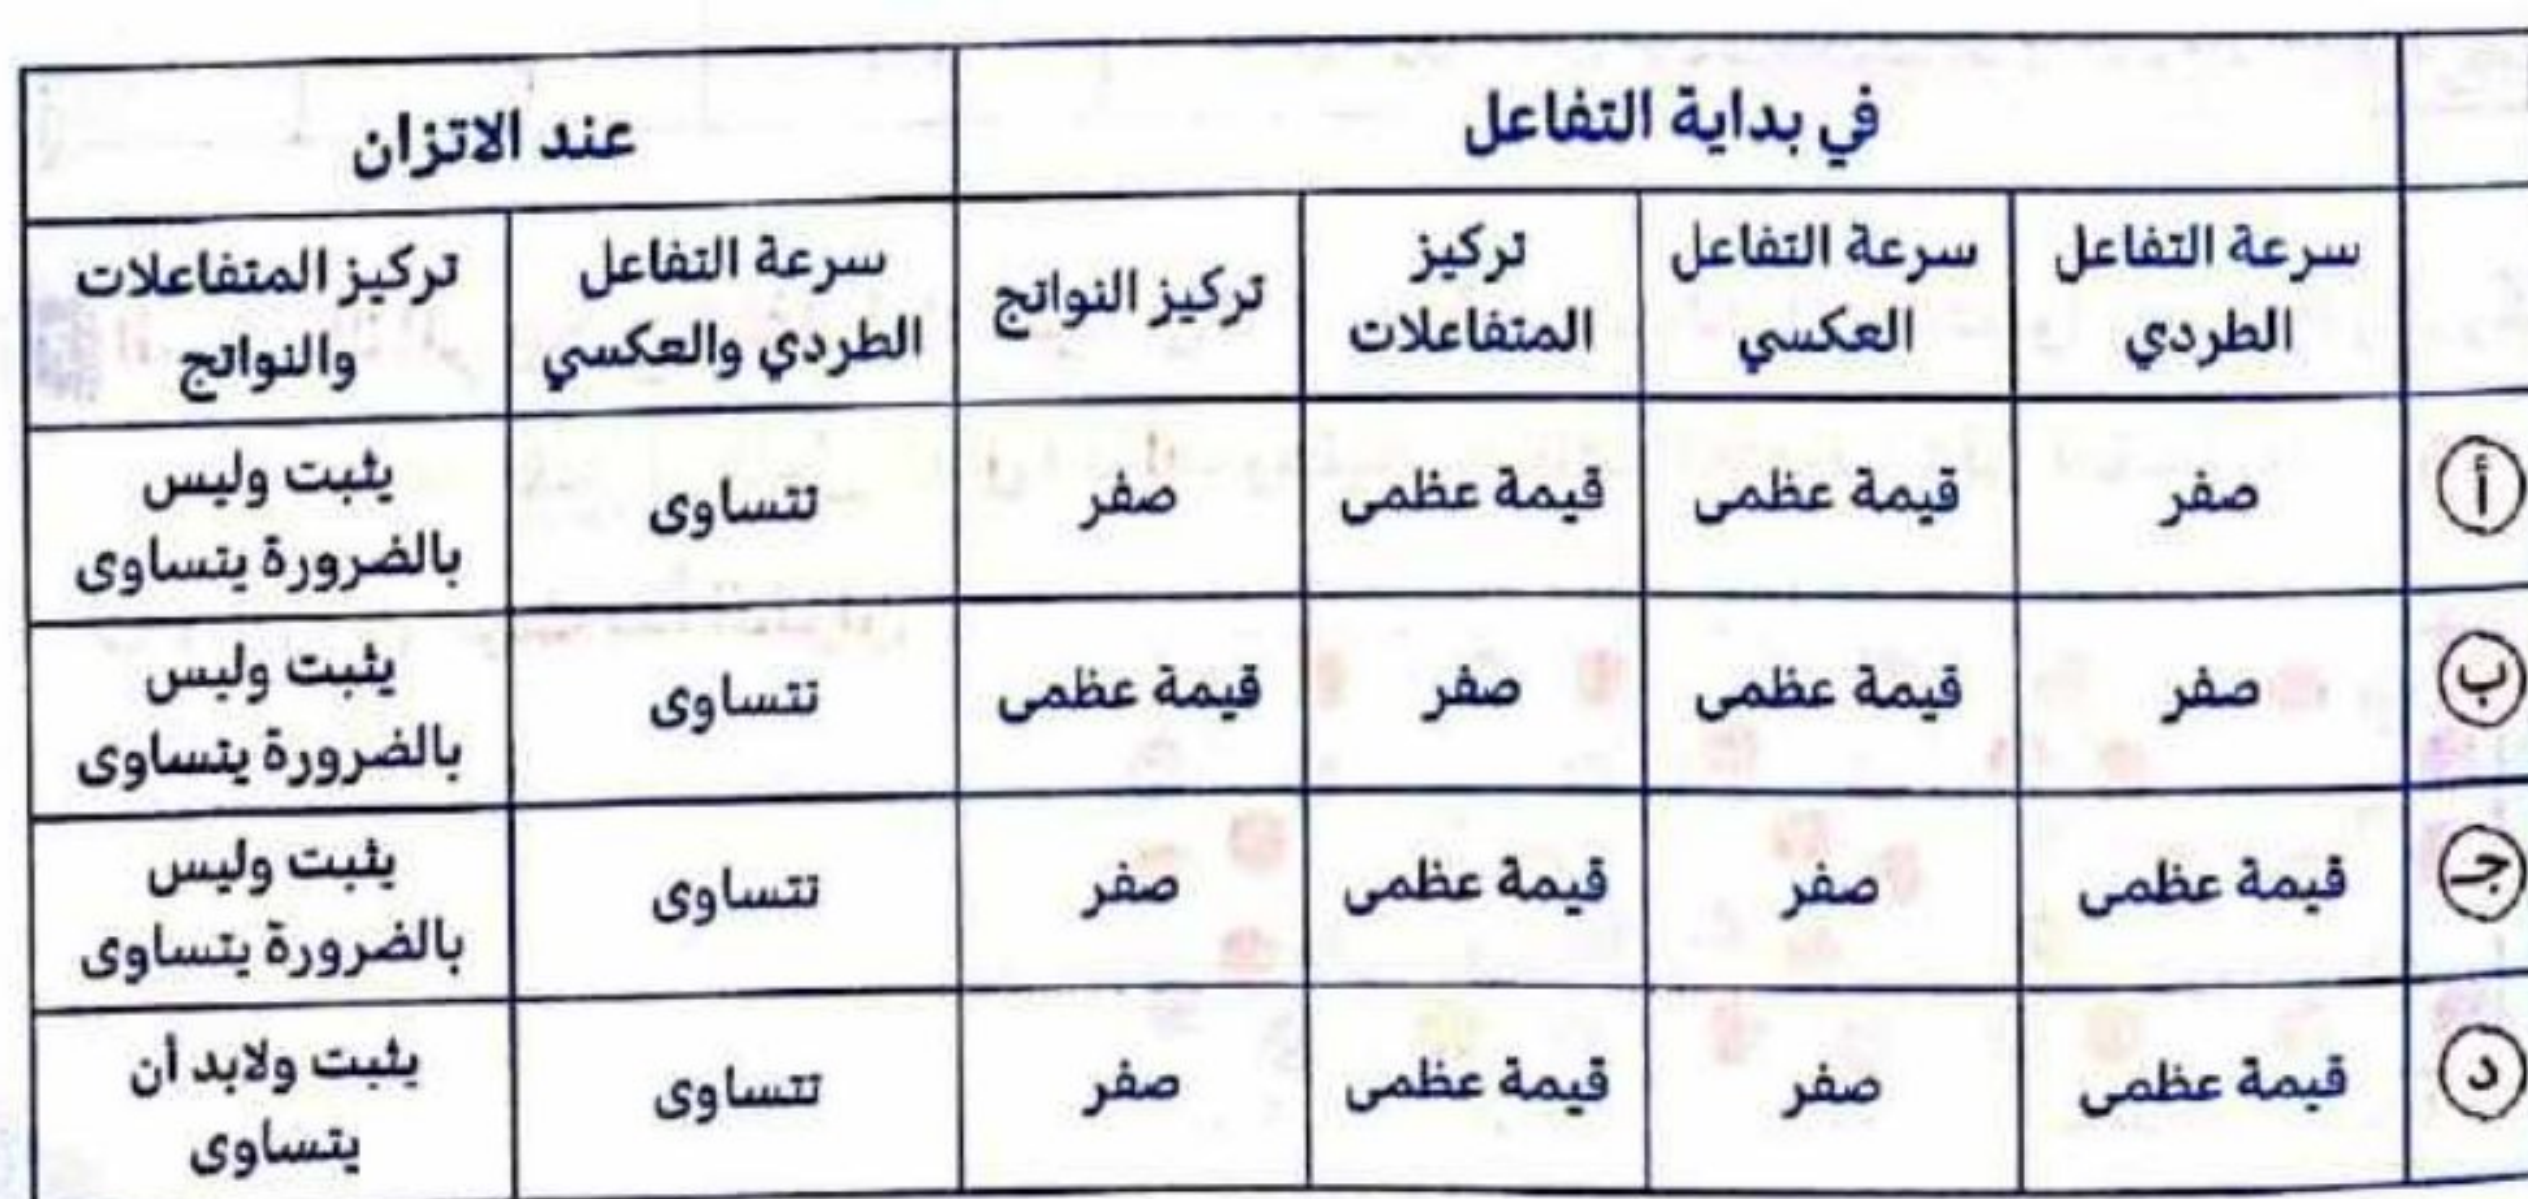 في بداية التفاعل
عند الاتزان
سرعة التفاعل
الطردي
سرعة التفاعل
العكسي
تركيز
المتفاعلات
تركيز النواتج
سرعة التفاعل
الطردي والعكسي
تركيز المتفاعلات
والنواتج
أ
صفر
قيمة عظمى
قيمة عظمى
صفر
تتساوى
يثبت وليس
بالضرورة يتساوى
ب
صفر
قيمة عظمى
صفر
قيمة عظمى
تتساوى
يثبت وليس
بالضرورة يتساوى
جـ
قيمة عظمى
صفر
قيمة عظمى
صفر
تتساوى
يثبت وليس
بالضرورة يتساوى
د
قيمة عظمى
صفر
قيمة عظمى
صفر
تتساوى
يثبت ولابد أن
يتساوى